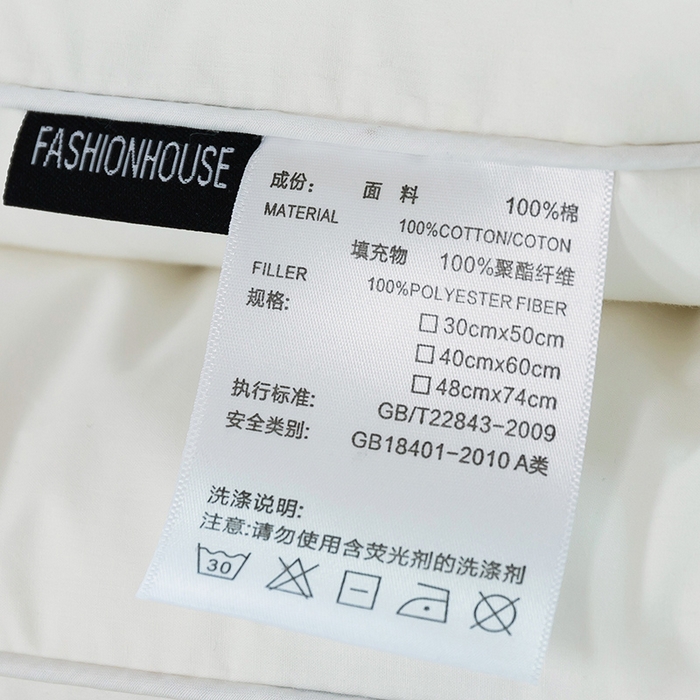 FASHIONHOUSE
成份: 面料 100%棉
MATERIAL 100%COTTON/COTON
填充物 100%聚酯纤维
FILLER 100%POLYESTER FIBER
规格:
□30cmx50cm
□40cmx60cm
□48cmx74cm
执行标准: GB/T22843-2009
安全类别: GB18401-2010 A类
洗涤说明:
注意:请勿使用含荧光剂的洗涤剂
30